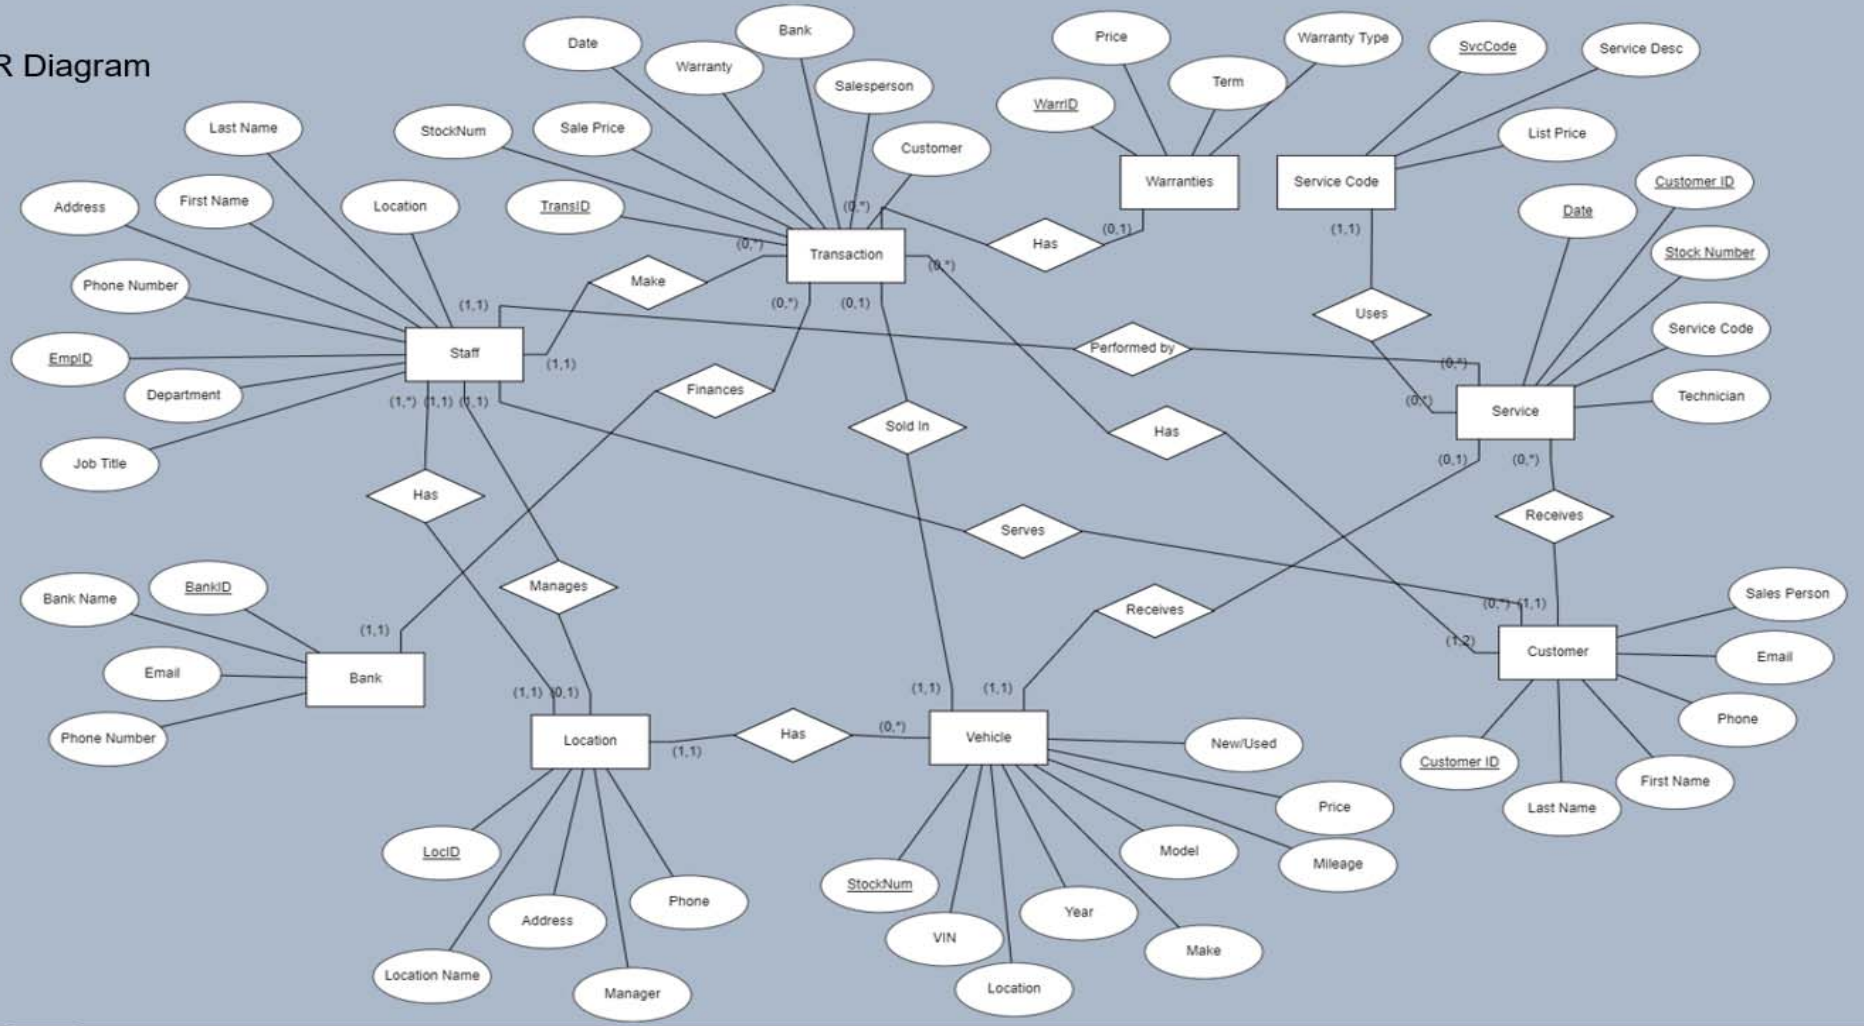 R Diagram
Date
Warranty
Bank
Salesperson
Customer
Price
Warranty Type
WarrID
Term
SvcCode
Service Desc
List Price
Last Name
StockNum
Sale Price
Address
First Name
Location
TransID
(0,*)
Transaction
(0,*)
(0,*)
Has
(0,1)
Warranties
Service Code
(1,1)
Customer ID
Date
Stock Number
Service Code
Technician
Phone Number
Make
(1,1)
(0,*)
(0,1)
Uses
EmpID
Staff
(1,1)
Performed by
(0,*)
(0,*)
Service
Department
(1,*)
(1,1)
(1,1)
Finances
Sold In
Has
(0,1)
(0,*)
Job Title
Has
Serves
Receives
Bank Name
BankID
Manages
Receives
(0,*)
(1,1)
Sales Person
(1,1)
(1,2)
Customer
Email
Email
Bank
(1,1)
(0,1)
(1,1)
(1,1)
Phone Number
Location
(1,1)
Has
(0,*)
Vehicle
New/Used
Phone
Customer ID
Last Name
First Name
Price
LocID
Address
Phone
Location Name
Manager
StockNum
VIN
Location
Year
Make
Model
Mileage